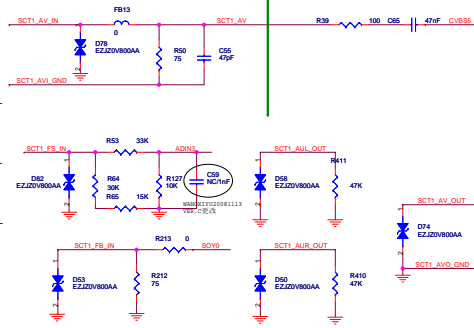 FB13
SCT1_AV_IN
SCT1_AV
R39
100
C65
47nF
CVBS5
0
D78
EZJZ0V800AA
R50
75
C55
47pF
SCT1_AVI_GND
R53
33K
SCT1_FS_IN
ADIN3
SCT1_AUL_OUT
R411
D82
EZJZ0V800AA
R64
30K
R65
15K
R127
10K
C59
NC/1nF
D58
EZJZ0V800AA
47K
WANGXIYU20081113
VER.C更改
SCT1_AV_OUT
D74
EZJZ0V800AA
R213
0
SCT1_FB_IN
SOY0
SCT1_AUR_OUT
SCT1_AVO_GND
D53
EZJZ0V800AA
R212
75
D50
EZJZ0V800AA
R410
47K